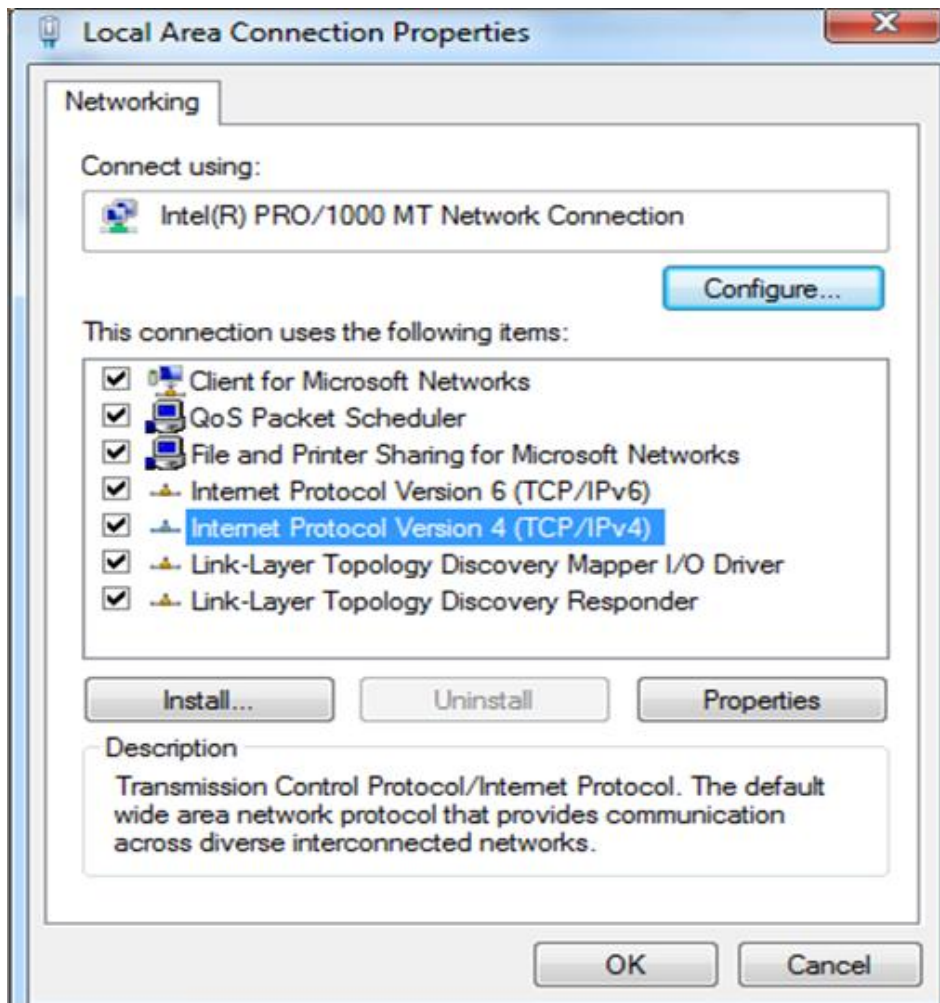 Local Area Connection Properties
Networking
Connect using:
Intel(R) PRO/1000 MT Network Connection
Configure...
This connection uses the following items:
Client for Microsoft Networks
QoS Packet Scheduler
File and Printer Sharing for Microsoft Networks
Internet Protocol Version 6 (TCP/IPv6)
Internet Protocol Version 4 (TCP/IPv4)
Link-Layer Topology Discovery Mapper I/O Driver
Link-Layer Topology Discovery Responder
Install...
Uninstall
Properties
Description
Transmission Control Protocol/Internet Protocol. The default
wide area network protocol that provides communication
across diverse interconnected networks.
OK
Cancel